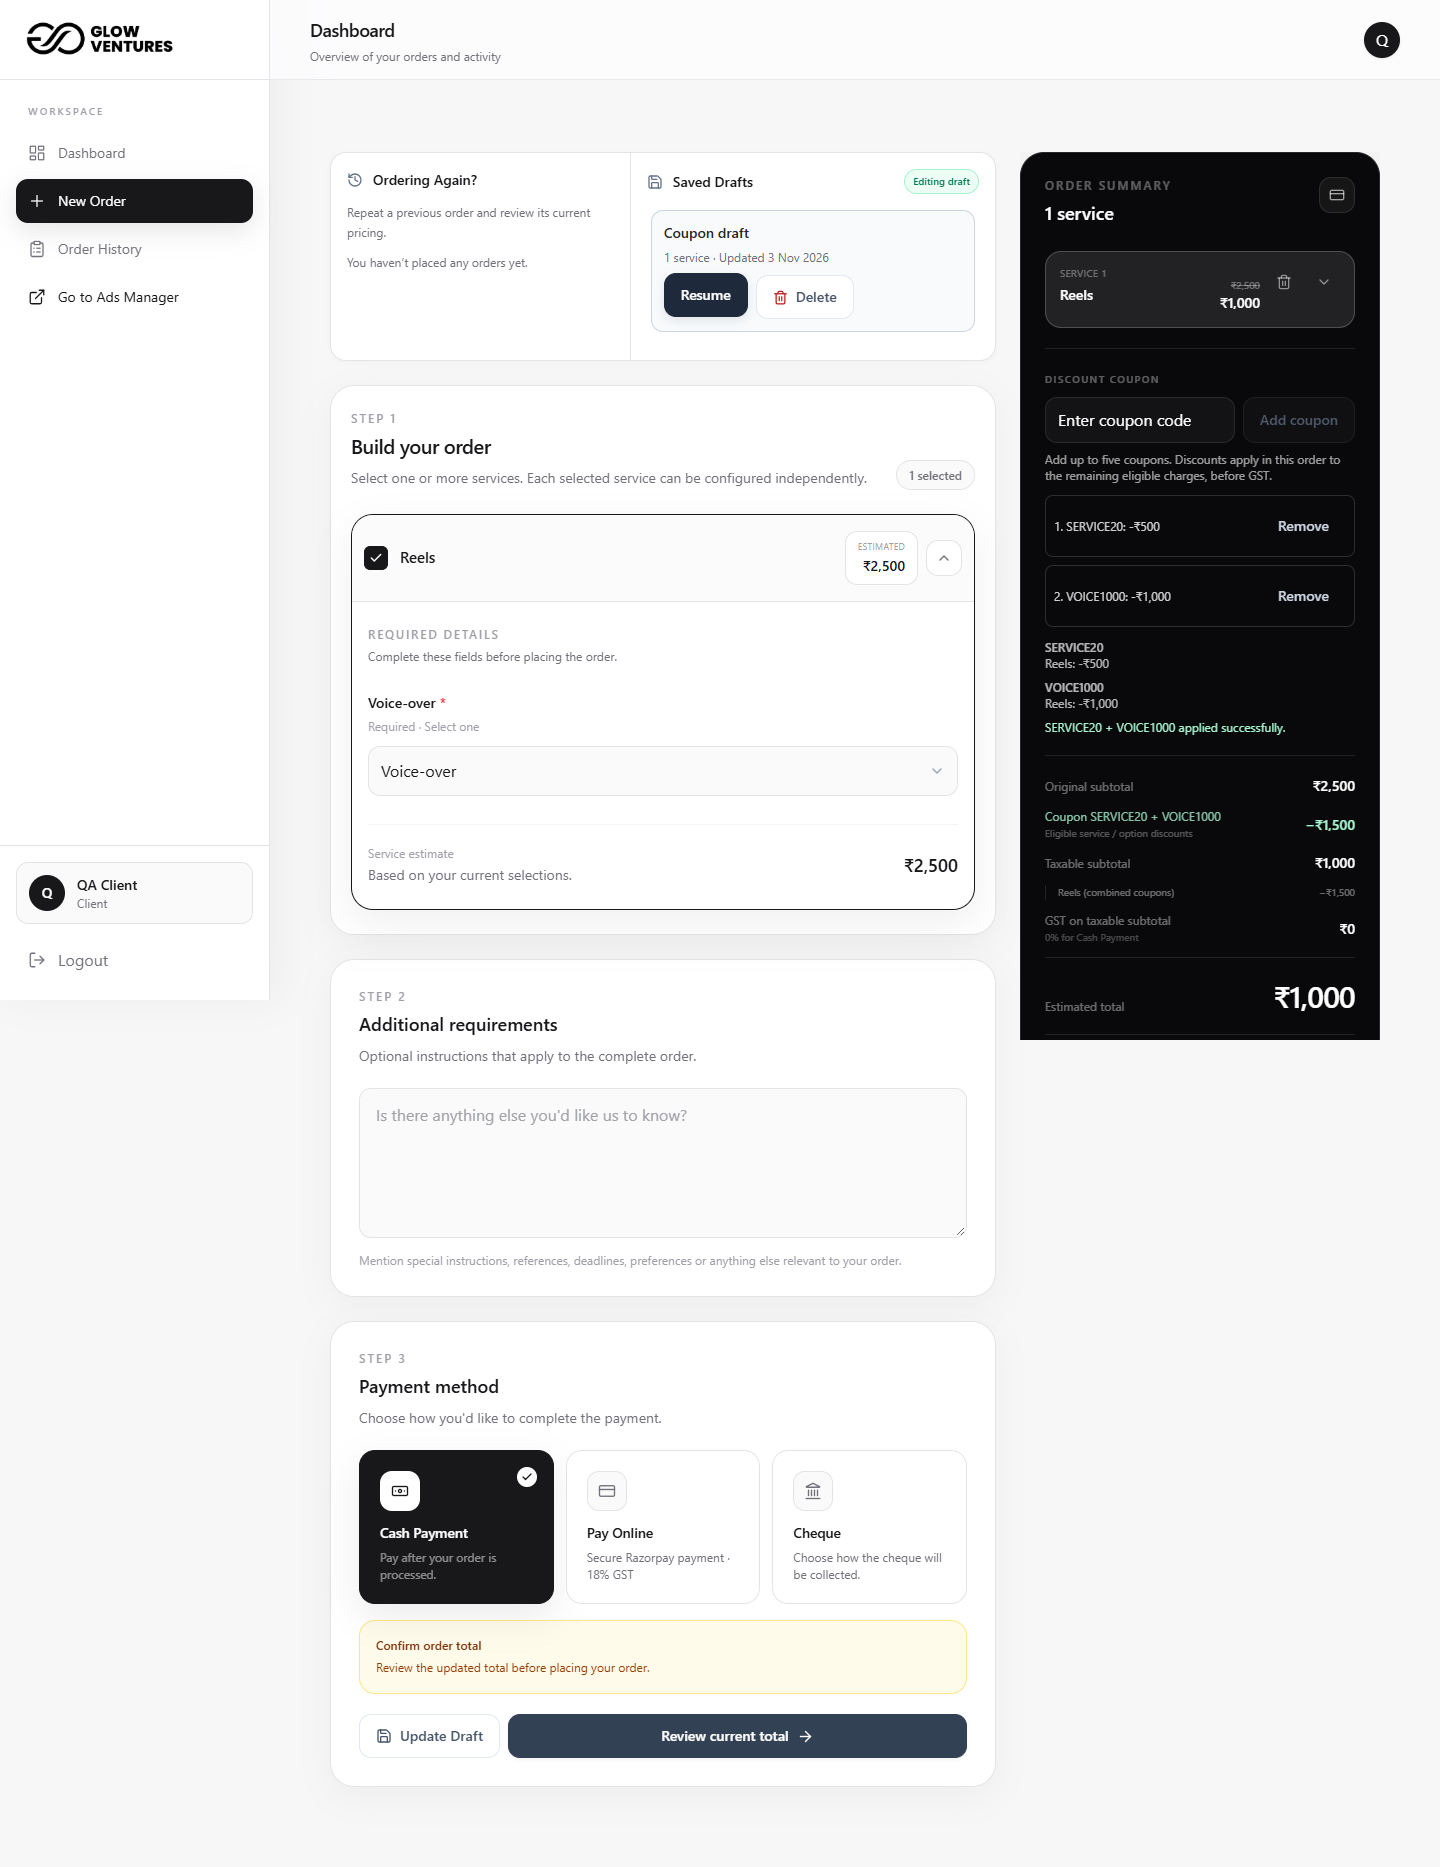 GLOW
VENTURES
WORKSPACE
Dashboard
New Order
Order History
Go to Ads Manager
Q
QA Client
Client
Logout
Dashboard
Overview of your orders and activity
Q
Ordering Again?
Repeat a previous order and review its current
pricing.
You haven't placed any orders yet.
Saved Drafts
Editing draft
Coupon draft
1 service · Updated 3 Nov 2026
Resume
Delete
STEP 1
Build your order
Select one or more services. Each selected service can be configured independently.
1 selected
Reels
ESTIMATED
₹2,500
REQUIRED DETAILS
Complete these fields before placing the order.
Voice-over *
Required · Select one
Voice-over
Service estimate
Based on your current selections.
₹2,500
STEP 2
Additional requirements
Optional instructions that apply to the complete order.
Is there anything else you'd like us to know?
Mention special instructions, references, deadlines, preferences or anything else relevant to your order.
STEP 3
Payment method
Choose how you'd like to complete the payment.
Cash Payment
Pay after your order is
processed.
Pay Online
Secure Razorpay payment ·
18% GST
Cheque
Choose how the cheque will
be collected.
Confirm order total
Review the updated total before placing your order.
Update Draft
Review current total
ORDER SUMMARY
1 service
SERVICE 1
Reels
₹2,500
₹1,000
DISCOUNT COUPON
Enter coupon code
Add coupon
Add up to five coupons. Discounts apply in this order to
the remaining eligible charges, before GST.
1. SERVICE20: -₹500
Remove
2. VOICE1000: -₹1,000
Remove
SERVICE20
Reels: -₹500
VOICE1000
Reels: -₹1,000
SERVICE20 + VOICE1000 applied successfully.
Original subtotal
₹2,500
Coupon SERVICE20 + VOICE1000
Eligible service / option discounts
−₹1,500
Taxable subtotal
₹1,000
Reels (combined coupons)
−₹1,500
GST on taxable subtotal
0% for Cash Payment
₹0
Estimated total
₹1,000